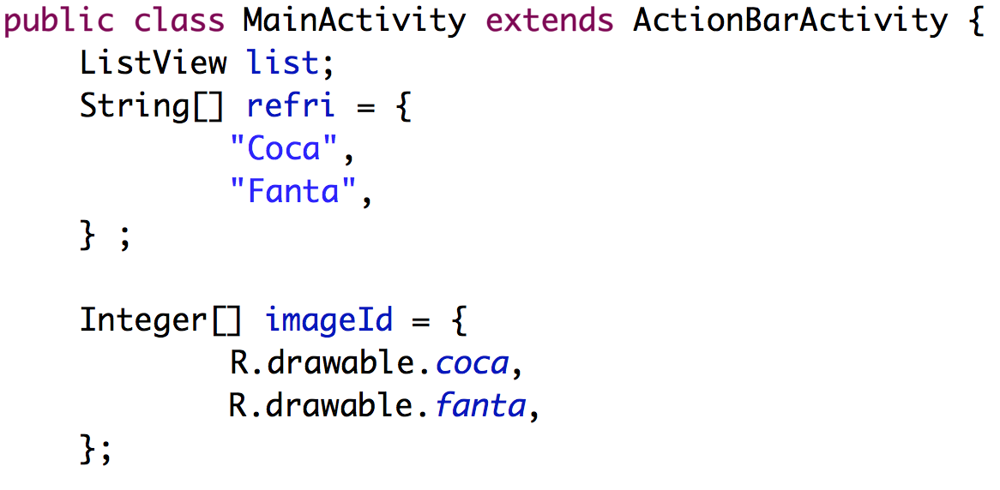 public class MainActivity extends ActionBarActivity {
    ListView list;
    String[] refri = {
            "Coca",
            "Fanta",
    } ;

    Integer[] imageId = {
            R.drawable.coca,
            R.drawable.fanta,
    };